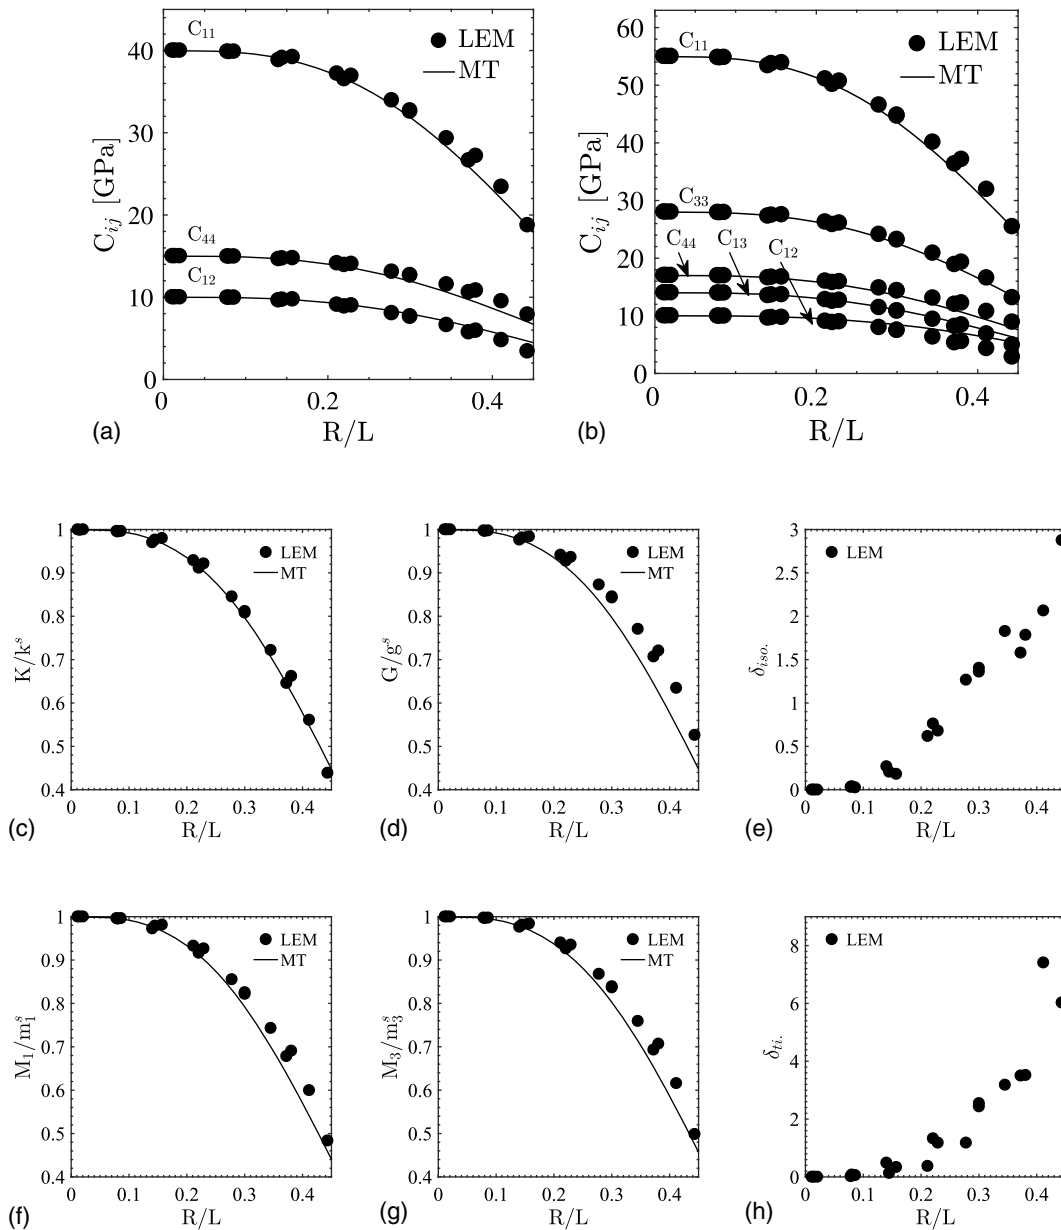 C₁₁
LEM
MT
C₄₄
C₁₂
C_ij [GPa]
40
30
20
10
0
0
0.2
0.4
R/L
(a)
C₁₁
LEM
MT
C₃₃
C₄₄
C₁₃
C₁₂
C_ij [GPa]
60
50
40
30
20
10
0
0
0.2
0.4
R/L
(b)
LEM
MT
K/kˢ
1
0.9
0.8
0.7
0.6
0.5
0.4
0
0.1
0.2
0.3
0.4
R/L
(c)
LEM
MT
G/gˢ
1
0.9
0.8
0.7
0.6
0.5
0.4
0
0.1
0.2
0.3
0.4
R/L
(d)
LEM
δ_iso.
3
2.5
2
1.5
1
0.5
0
0
0.1
0.2
0.3
0.4
R/L
(e)
LEM
MT
M₁/m₁ˢ
1
0.9
0.8
0.7
0.6
0.5
0.4
0
0.1
0.2
0.3
0.4
R/L
(f)
LEM
MT
M₃/m₃ˢ
1
0.9
0.8
0.7
0.6
0.5
0.4
0
0.1
0.2
0.3
0.4
R/L
(g)
LEM
δ_ti.
8
6
4
2
0
0
0.1
0.2
0.3
0.4
R/L
(h)